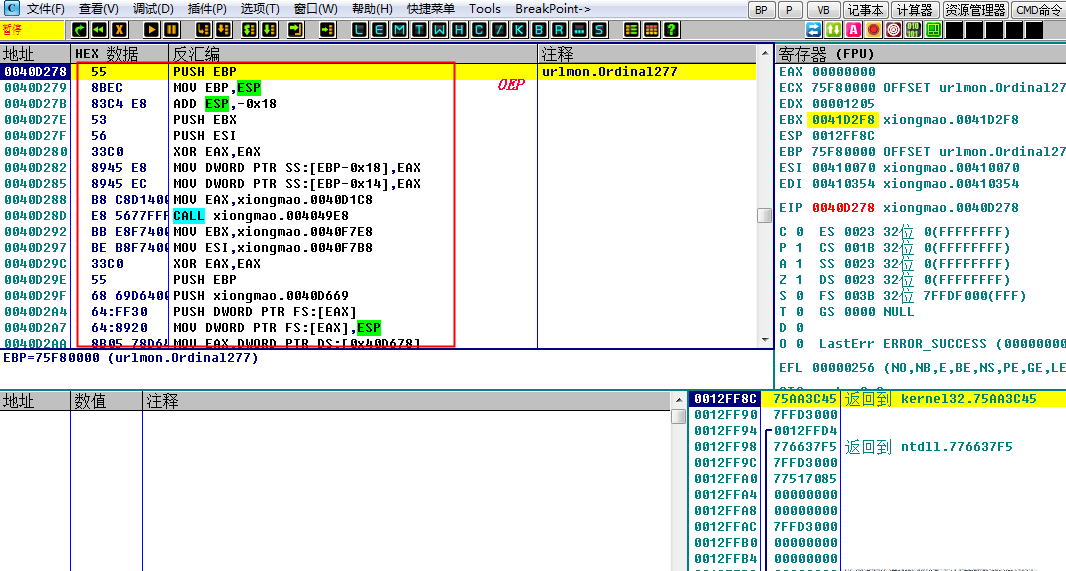 C 文件(F) 查看(V) 调试(D) 插件(P) 选项(T) 窗口(W) 帮助(H) 快捷菜单 Tools BreakPoint-> BP P VB 记事本 计算器 资源管理器 CMD命令
暂停 L E M T W H C / K B R ... S ?
地址 HEX 数据 反汇编 注释
0040D278 55 PUSH EBP urlmon.Ordinal277
0040D279 8BEC MOV EBP,ESP OEP
0040D27B 83C4 E8 ADD ESP,-0x18
0040D27E 53 PUSH EBX
0040D27F 56 PUSH ESI
0040D280 33C0 XOR EAX,EAX
0040D282 8945 E8 MOV DWORD PTR SS:[EBP-0x18],EAX
0040D285 8945 EC MOV DWORD PTR SS:[EBP-0x14],EAX
0040D288 B8 C8D1400 MOV EAX,xiongmao.0040D1C8
0040D28D E8 5677FFF CALL xiongmao.004049E8
0040D292 BB E8F7400 MOV EBX,xiongmao.0040F7E8
0040D297 BE B8F7400 MOV ESI,xiongmao.0040F7B8
0040D29C 33C0 XOR EAX,EAX
0040D29E 55 PUSH EBP
0040D29F 68 69D6400 PUSH xiongmao.0040D669
0040D2A4 64:FF30 PUSH DWORD PTR FS:[EAX]
0040D2A7 64:8920 MOV DWORD PTR FS:[EAX],ESP
0040D2AA 8B05 78D64 MOV EAX,DWORD PTR DS:[0x40D678]
EBP=75F80000 (urlmon.Ordinal277)
寄存器 (FPU)
EAX 00000000
ECX 75F80000 OFFSET urlmon.Ordinal27
EDX 00001205
EBX 0041D2F8 xiongmao.0041D2F8
ESP 0012FF8C
EBP 75F80000 OFFSET urlmon.Ordinal27
ESI 00410070 xiongmao.00410070
EDI 00410354 xiongmao.00410354
EIP 0040D278 xiongmao.0040D278
C 0 ES 0023 32位 0(FFFFFFFF)
P 1 CS 001B 32位 0(FFFFFFFF)
A 1 SS 0023 32位 0(FFFFFFFF)
Z 1 DS 0023 32位 0(FFFFFFFF)
S 0 FS 003B 32位 7FFDF000(FFF)
T 0 GS 0000 NULL
D 0
O 0 LastErr ERROR_SUCCESS (00000000
EFL 00000256 (NO,NB,E,BE,NS,PE,GE,LE
地址 数值 注释
0012FF8C 75AA3C45 返回到 kernel32.75AA3C45
0012FF90 7FFD3000
0012FF94 0012FFD4
0012FF98 776637F5 返回到 ntdll.776637F5
0012FF9C 7FFD3000
0012FFA0 77517085
0012FFA4 00000000
0012FFA8 00000000
0012FFAC 7FFD3000
0012FFB0 00000000
0012FFB4 00000000